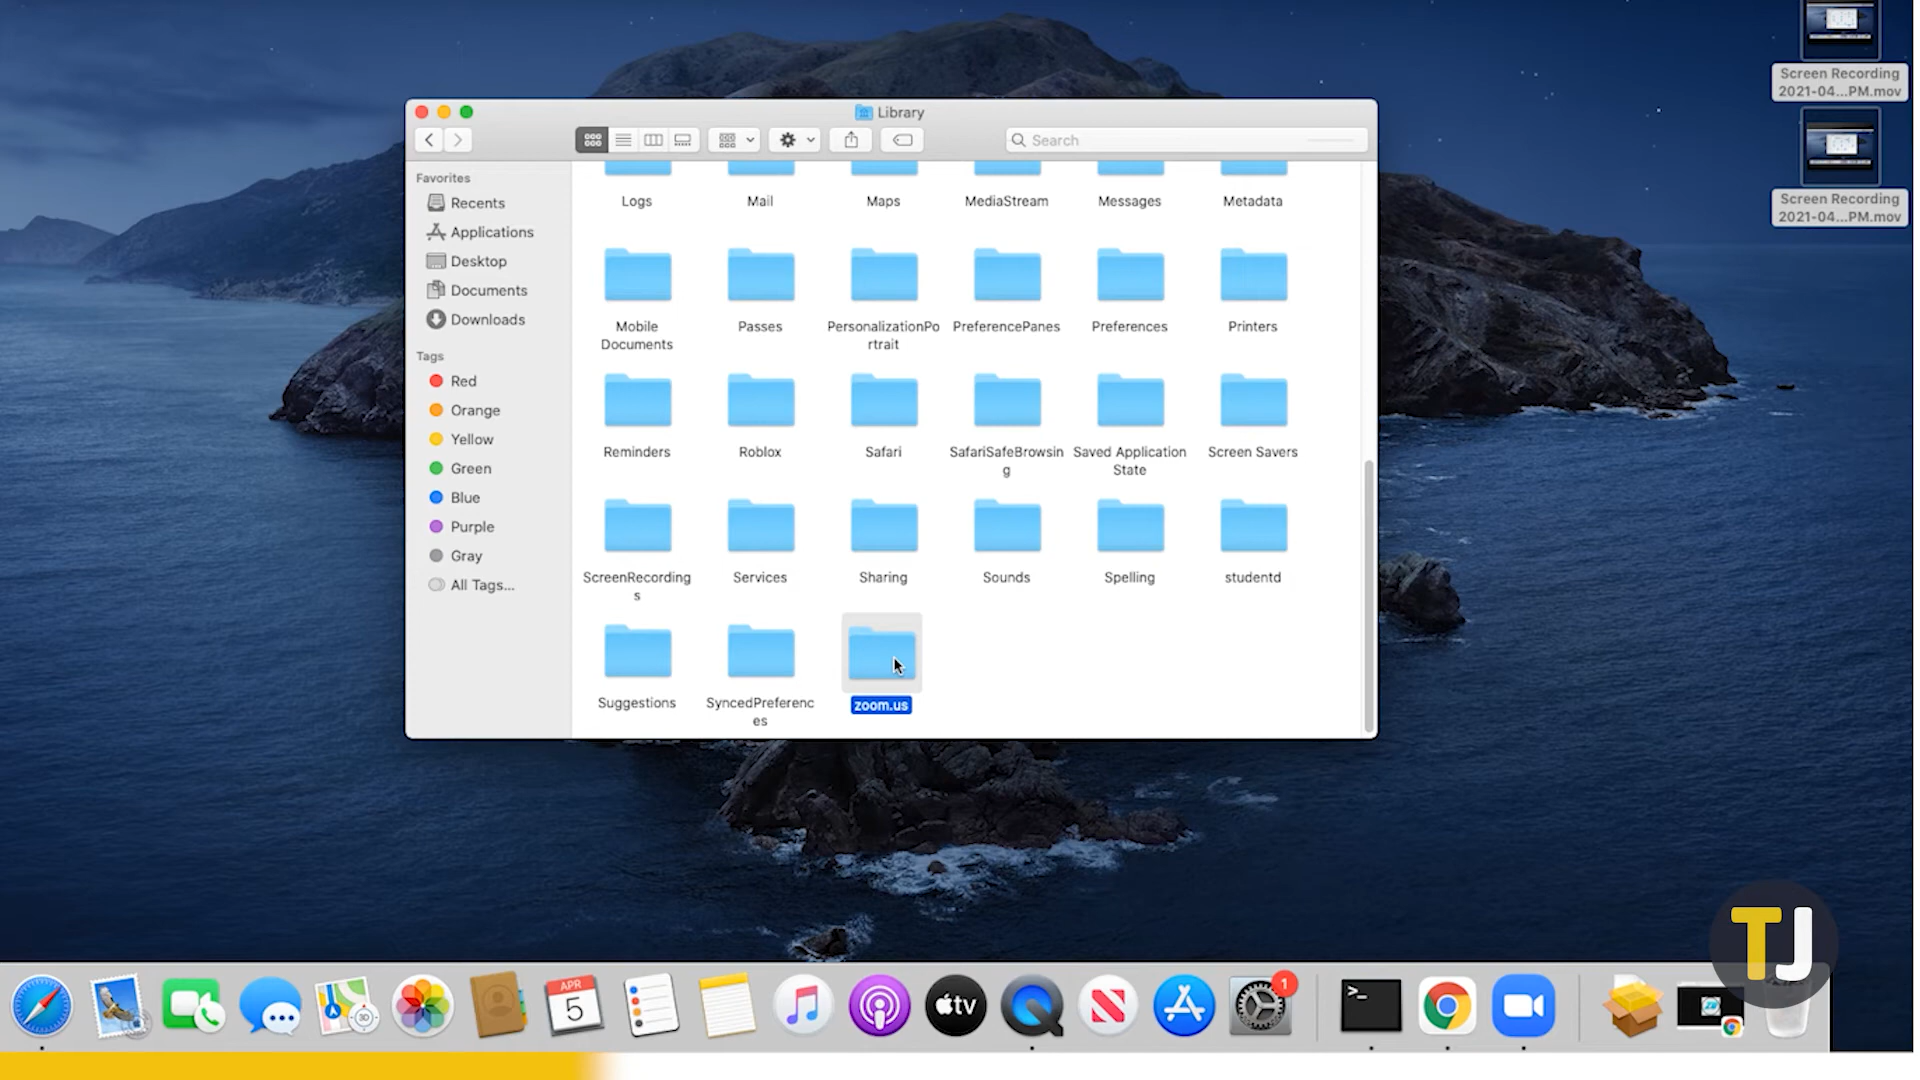 Screen Recording
2021-04...PM.mov
Screen Recording
2021-04...PM.mov
Library
Search
Favorites
Recents
Applications
Desktop
Documents
Downloads
Tags
Red
Orange
Yellow
Green
Blue
Purple
Gray
All Tags...
Logs Mail Maps MediaStream Messages Metadata
Mobile
Documents
Passes
PersonalizationPo
rtrait
PreferencePanes
Preferences
Printers
Reminders
Roblox
Safari
SafariSafeBrowsin
g
Saved Application
State
Screen Savers
ScreenRecording
s
Services
Sharing
Sounds
Spelling
studentd
Suggestions
SyncedPreferenc
es
zoom.us
TJ
3D
APR
5
tv
1
>_